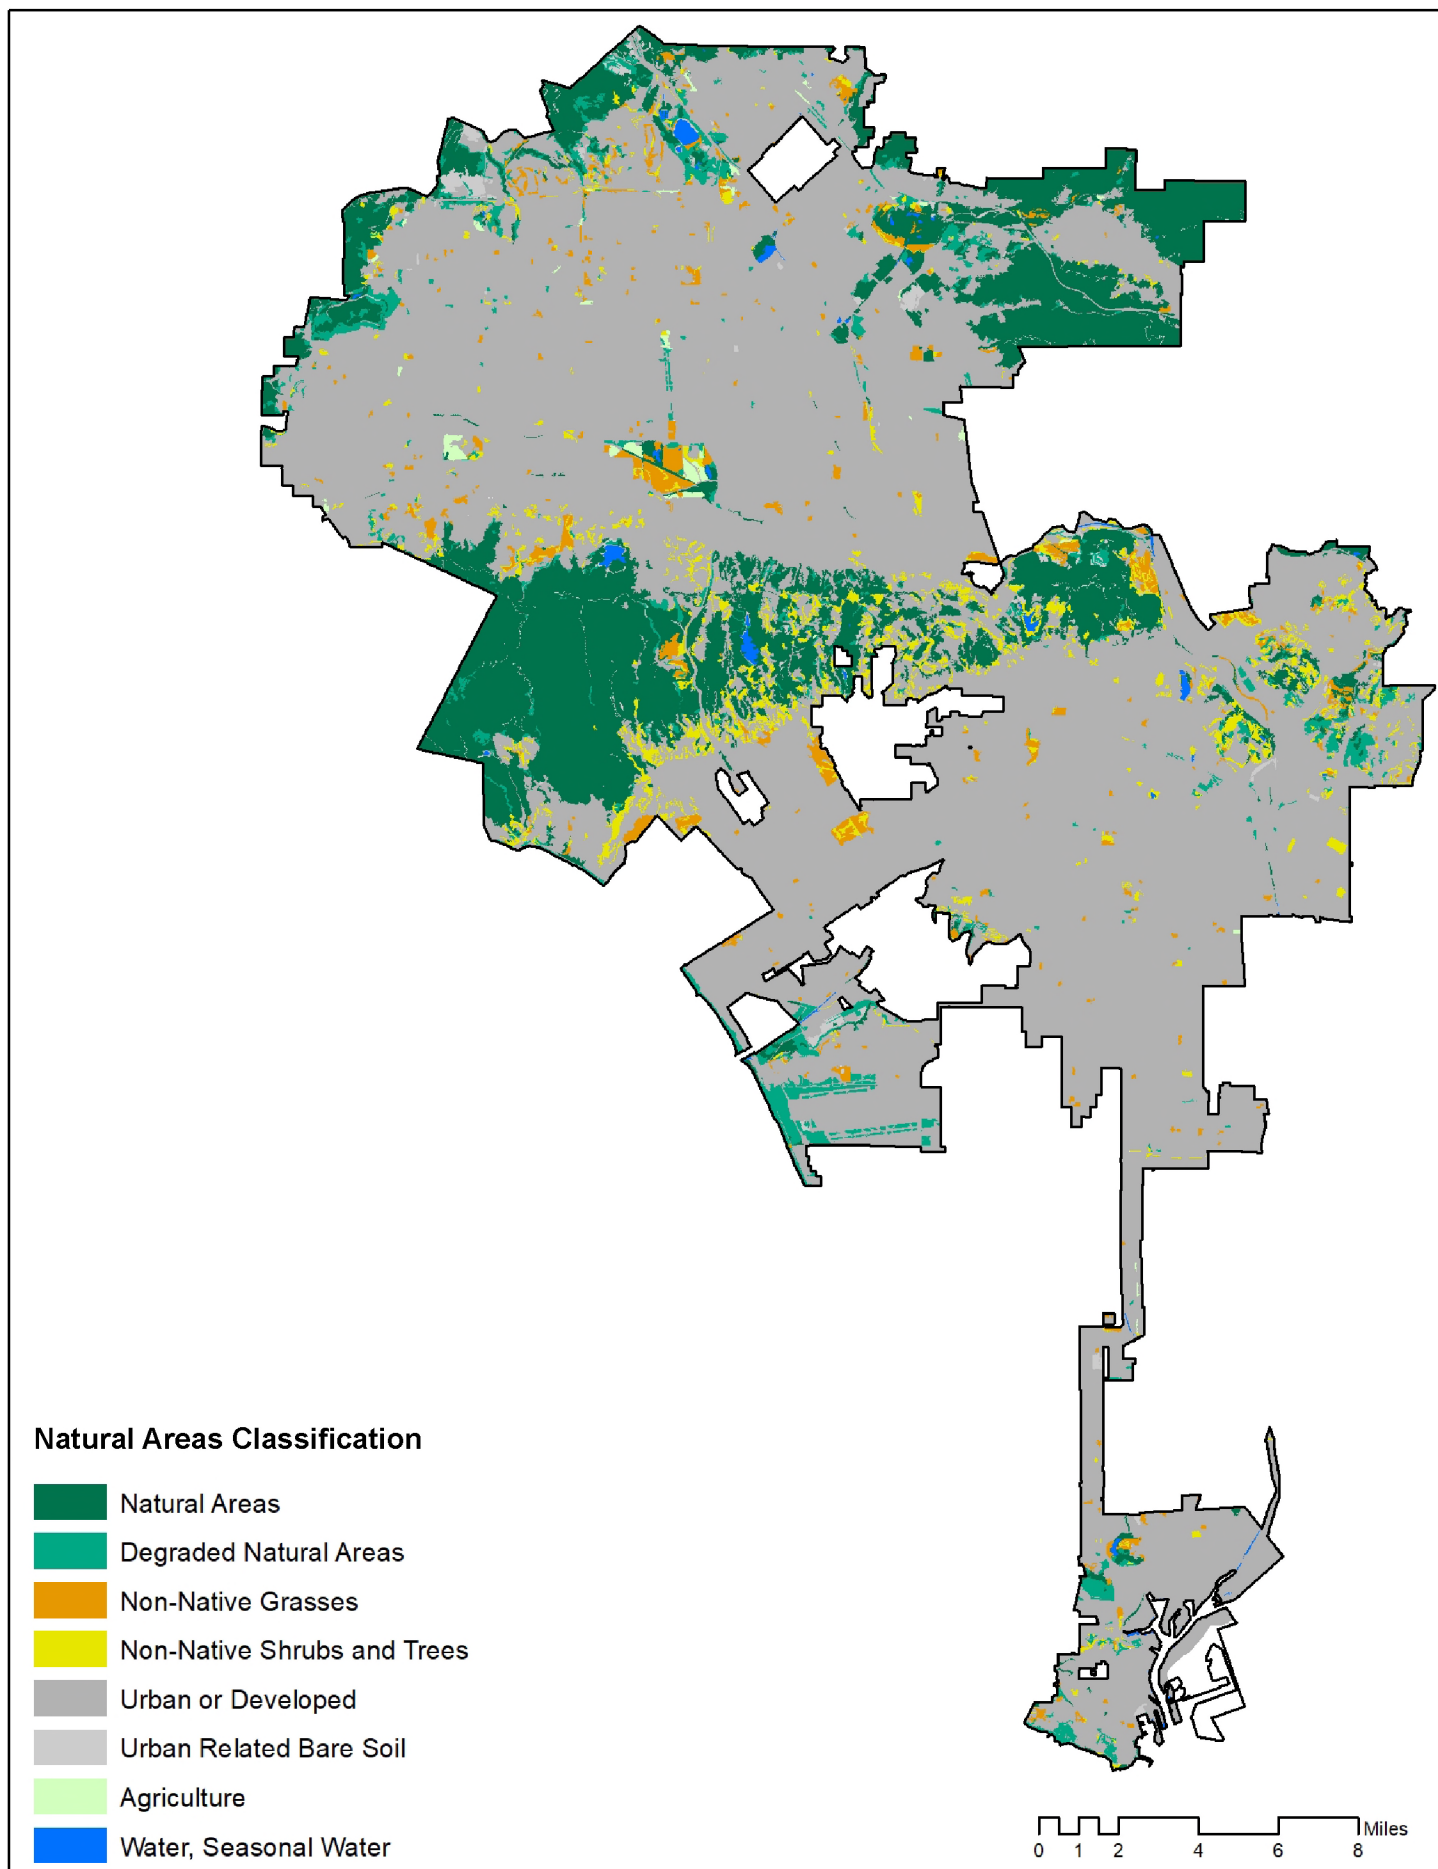 Natural Areas Classification
Natural Areas
Degraded Natural Areas
Non-Native Grasses
Non-Native Shrubs and Trees
Urban or Developed
Urban Related Bare Soil
Agriculture
Water, Seasonal Water
Miles
0 1 2 4 6 8